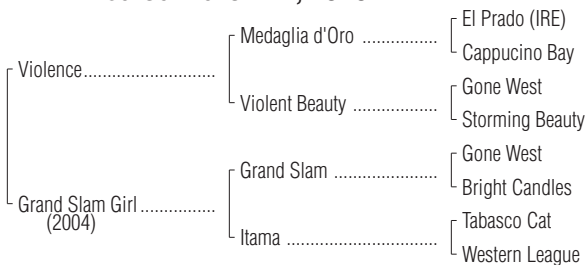 El Prado (IRE)
Medaglia d'Oro ..................
Cappucino Bay
Violence.............................
Gone West
Violent Beauty ....................
Storming Beauty
Gone West
Grand Slam ........................
Bright Candles
Grand Slam Girl ................
(2004)
Tabasco Cat
Itama ...................................
Western League